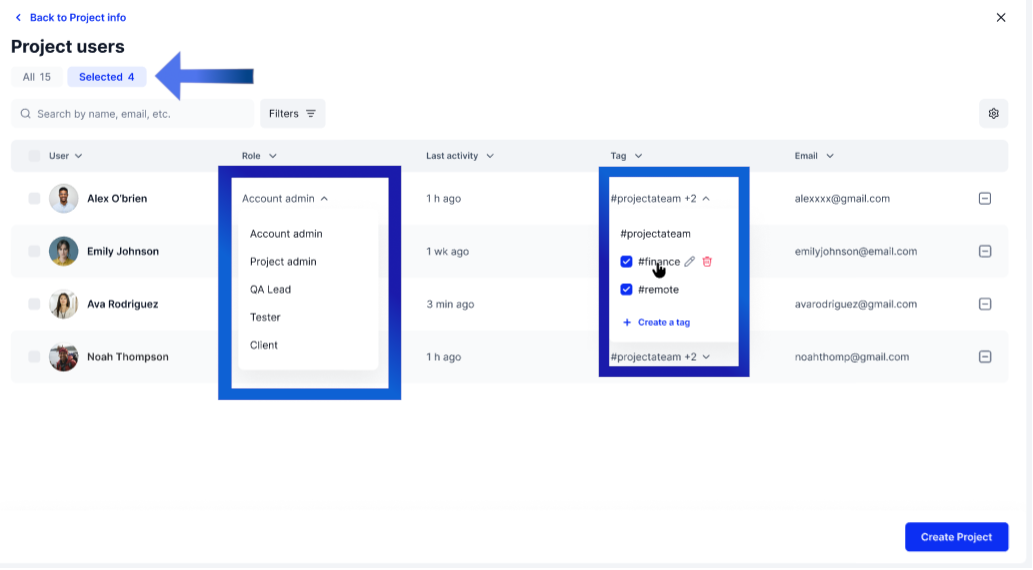 Back to Project info
Project users
All 15
Selected 4
Search by name, email, etc.
Filters
User Role Last activity Tag Email
Alex O'brien Account admin 1 h ago #projectateam +2 alexxxx@gmail.com
Account admin #projectateam
Emily Johnson 1 wk ago emilyjohnson@email.com
Project admin #finance
QA Lead #remote
Ava Rodriguez 3 min ago avarodriguez@gmail.com
Tester + Create a tag
Client
Noah Thompson 1 h ago #projectateam +2 noahthomp@gmail.com
Create Project